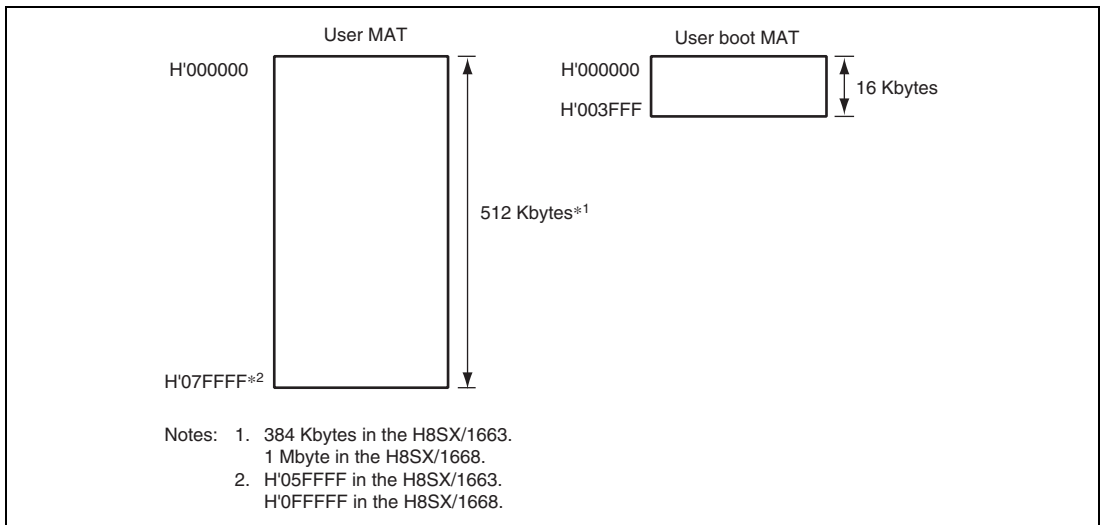 User MAT
H'000000
512 Kbytes*1
H'07FFFF*2
User boot MAT
H'000000
16 Kbytes
H'003FFF
Notes: 1. 384 Kbytes in the H8SX/1663.
1 Mbyte in the H8SX/1668.
2. H'05FFFF in the H8SX/1663.
H'0FFFFF in the H8SX/1668.